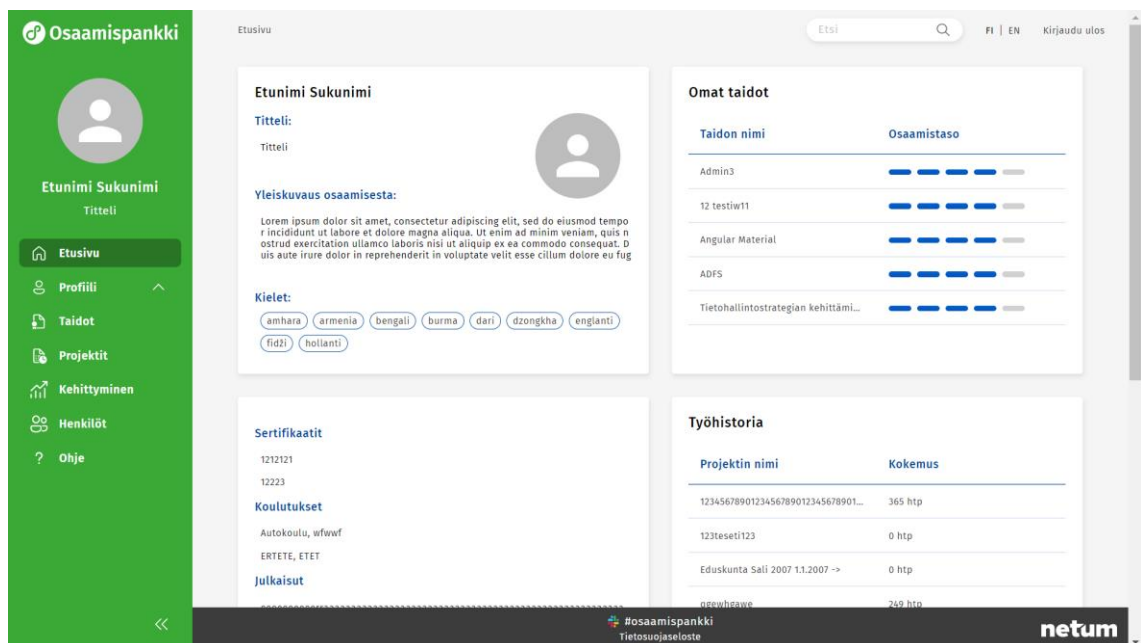 Osaamispankki
Etunimi Sukunimi
Titteli
Etusivu
Profiili
Taidot
Projektit
Kehittyminen
Henkilöt
Ohje
Etusivu
Etsi
FI | EN
Kirjaudu ulos
Etunimi Sukunimi
Titteli:
Titteli
Yleiskuvaus osaamisesta:
Lorem ipsum dolor sit amet, consectetur adipiscing elit, sed do eiusmod tempo
r incididunt ut labore et dolore magna aliqua. Ut enim ad minim veniam, quis n
ostrud exercitation ullamco laboris nisi ut aliquip ex ea commodo consequat. D
uis aute irure dolor in reprehenderit in voluptate velit esse cillum dolore eu fug
Kielet:
amhara armenia bengali burma dari dzongkha englanti
fidži hollanti
Omat taidot
Taidon nimi Osaamistaso
Admin3
12 testiw11
Angular Material
ADFS
Tietohallintostrategian kehittämi...
Sertifikaatit
1212121
12223
Koulutukset
Autokoulu, wfwwf
ERTETE, ETET
Julkaisut
Työhistoria
Projektin nimi Kokemus
1234567890123456789012345678901... 365 htp
123teseti123 0 htp
Eduskunta Sali 2007 1.1.2007 -> 0 htp
ogewhgawe 249 htp
#osaamispankki
Tietosuojaseloste
netum